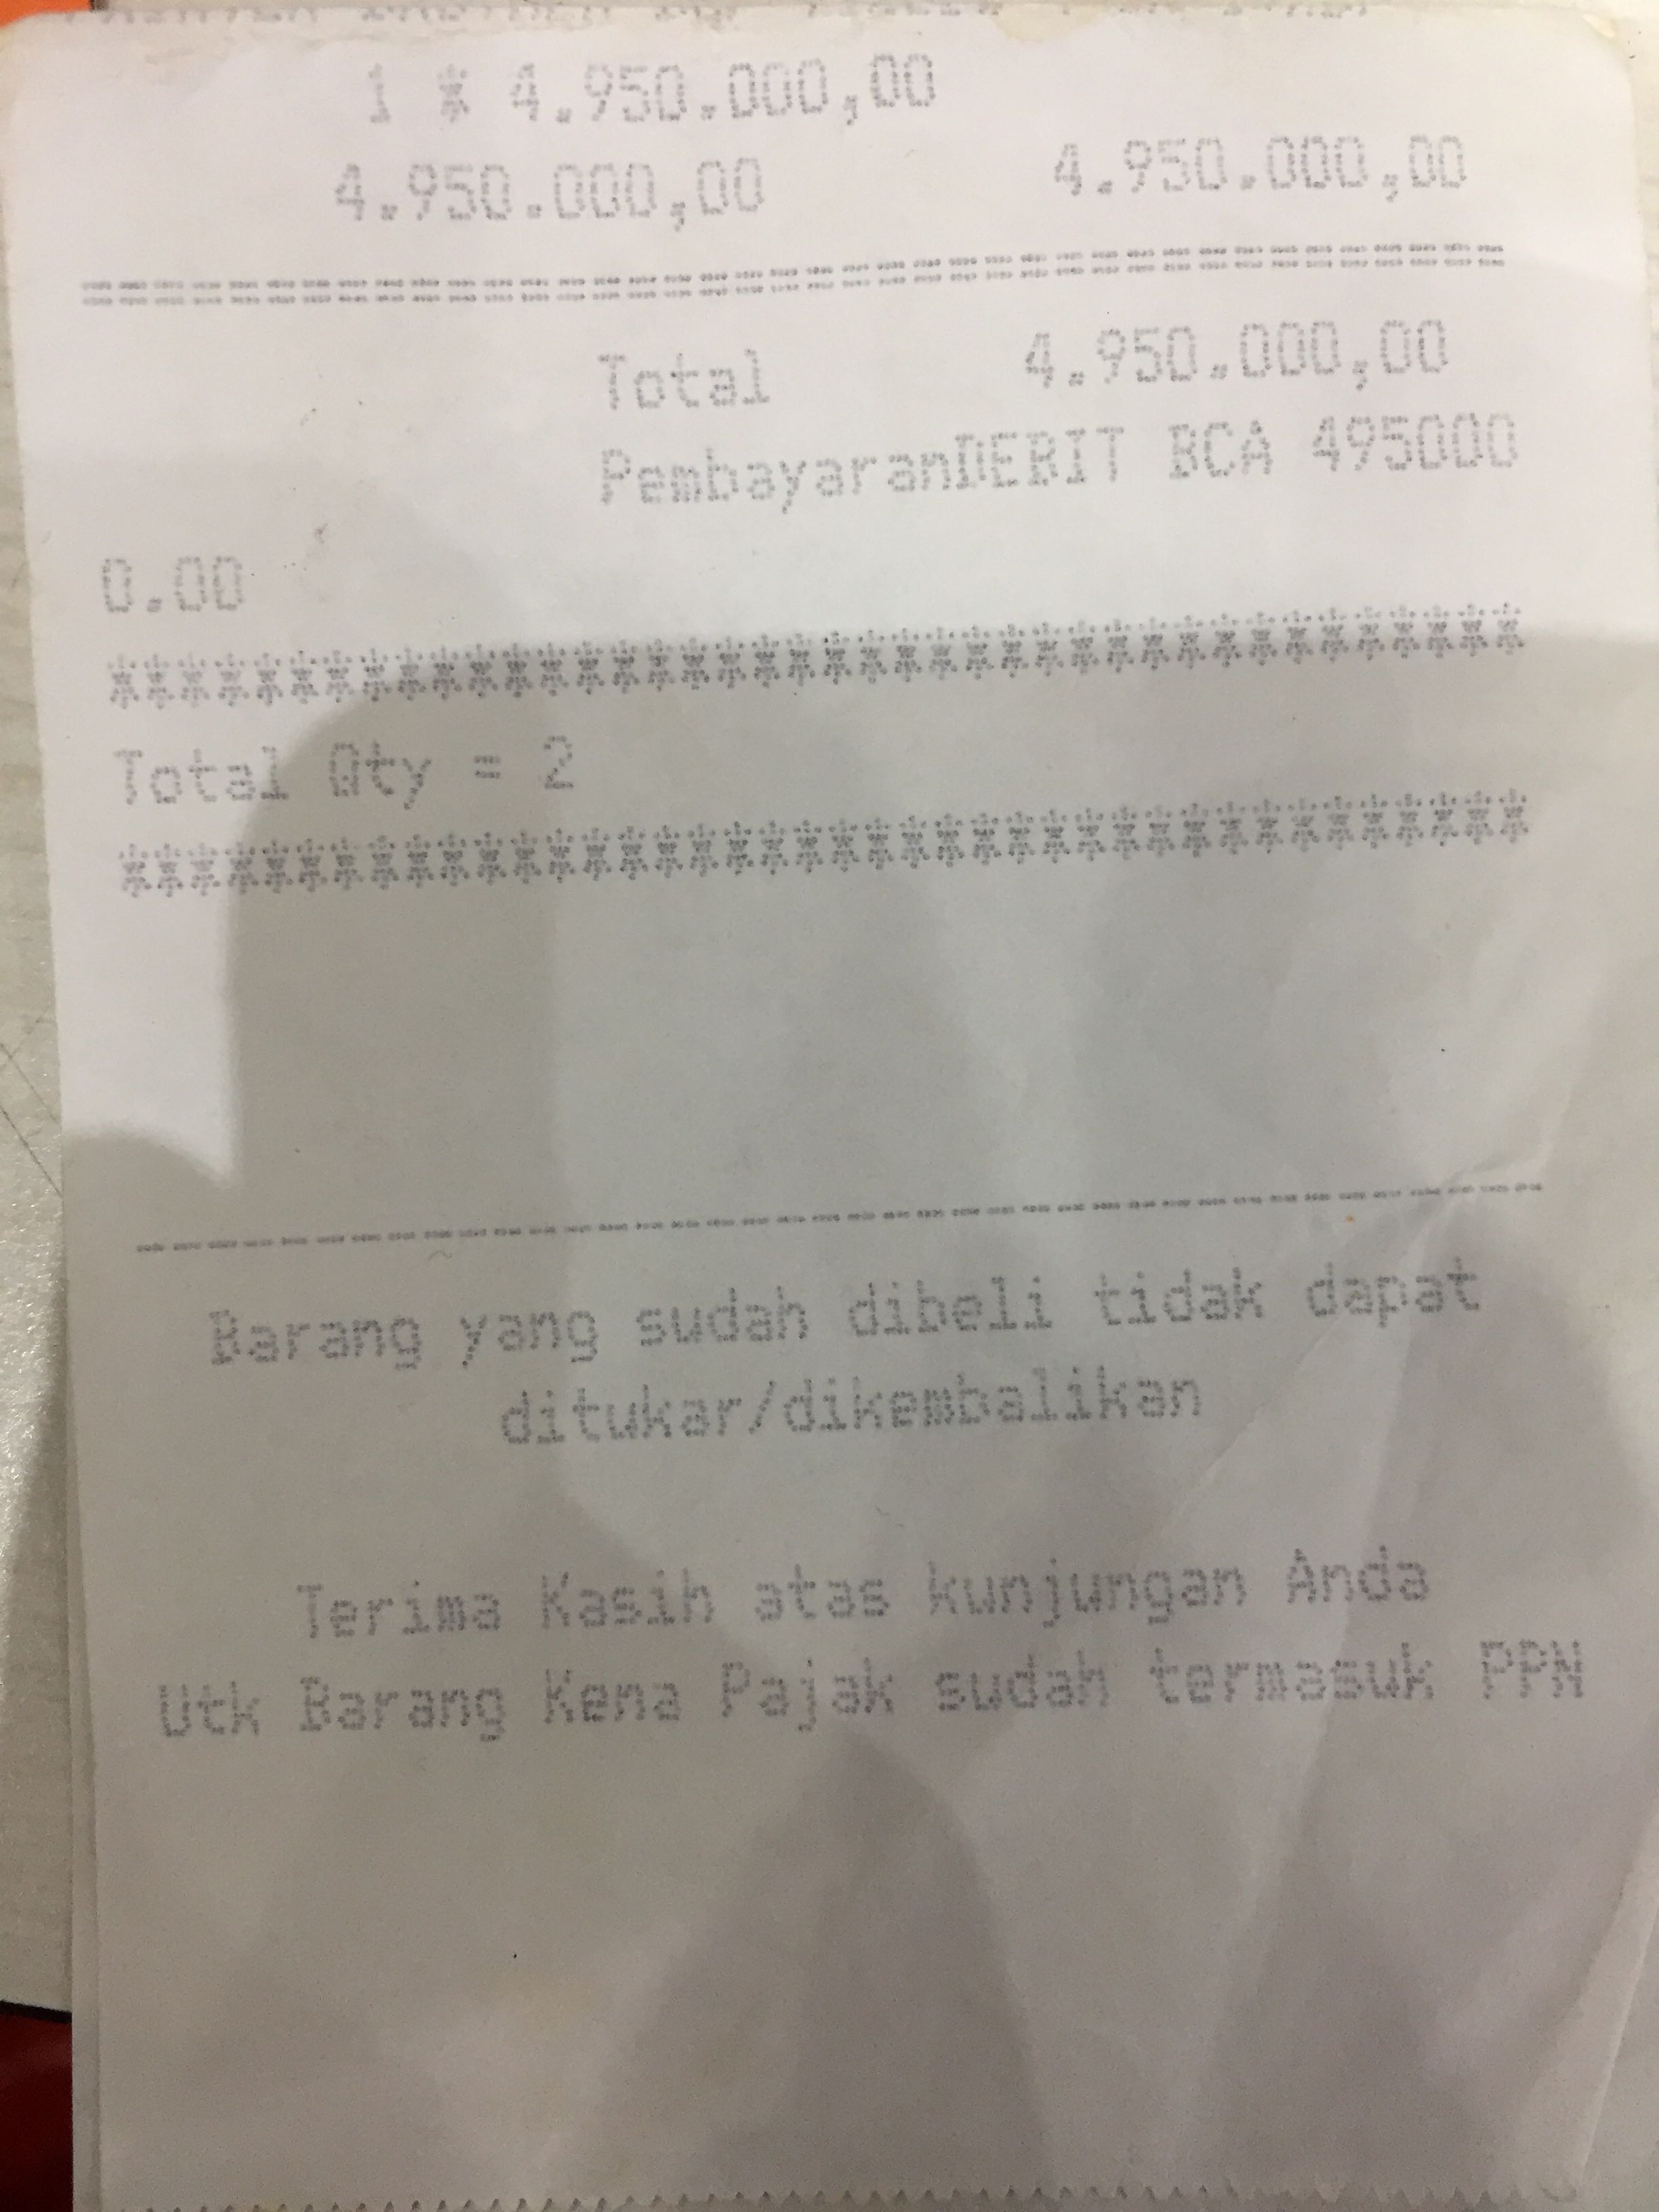 1 * 4.950.000,00
4.950.000,00 4.950.000,00
Total 4.950.000,00
PembayaranDEBIT BCA 495000
0.00
****************************************
Total Qty = 2
****************************************
----------------------------------------
Barang yang sudah dibeli tidak dapat
ditukar/dikembalikan
Terima Kasih atas kunjungan Anda
Utk Barang Kena Pajak sudah termasuk PPN